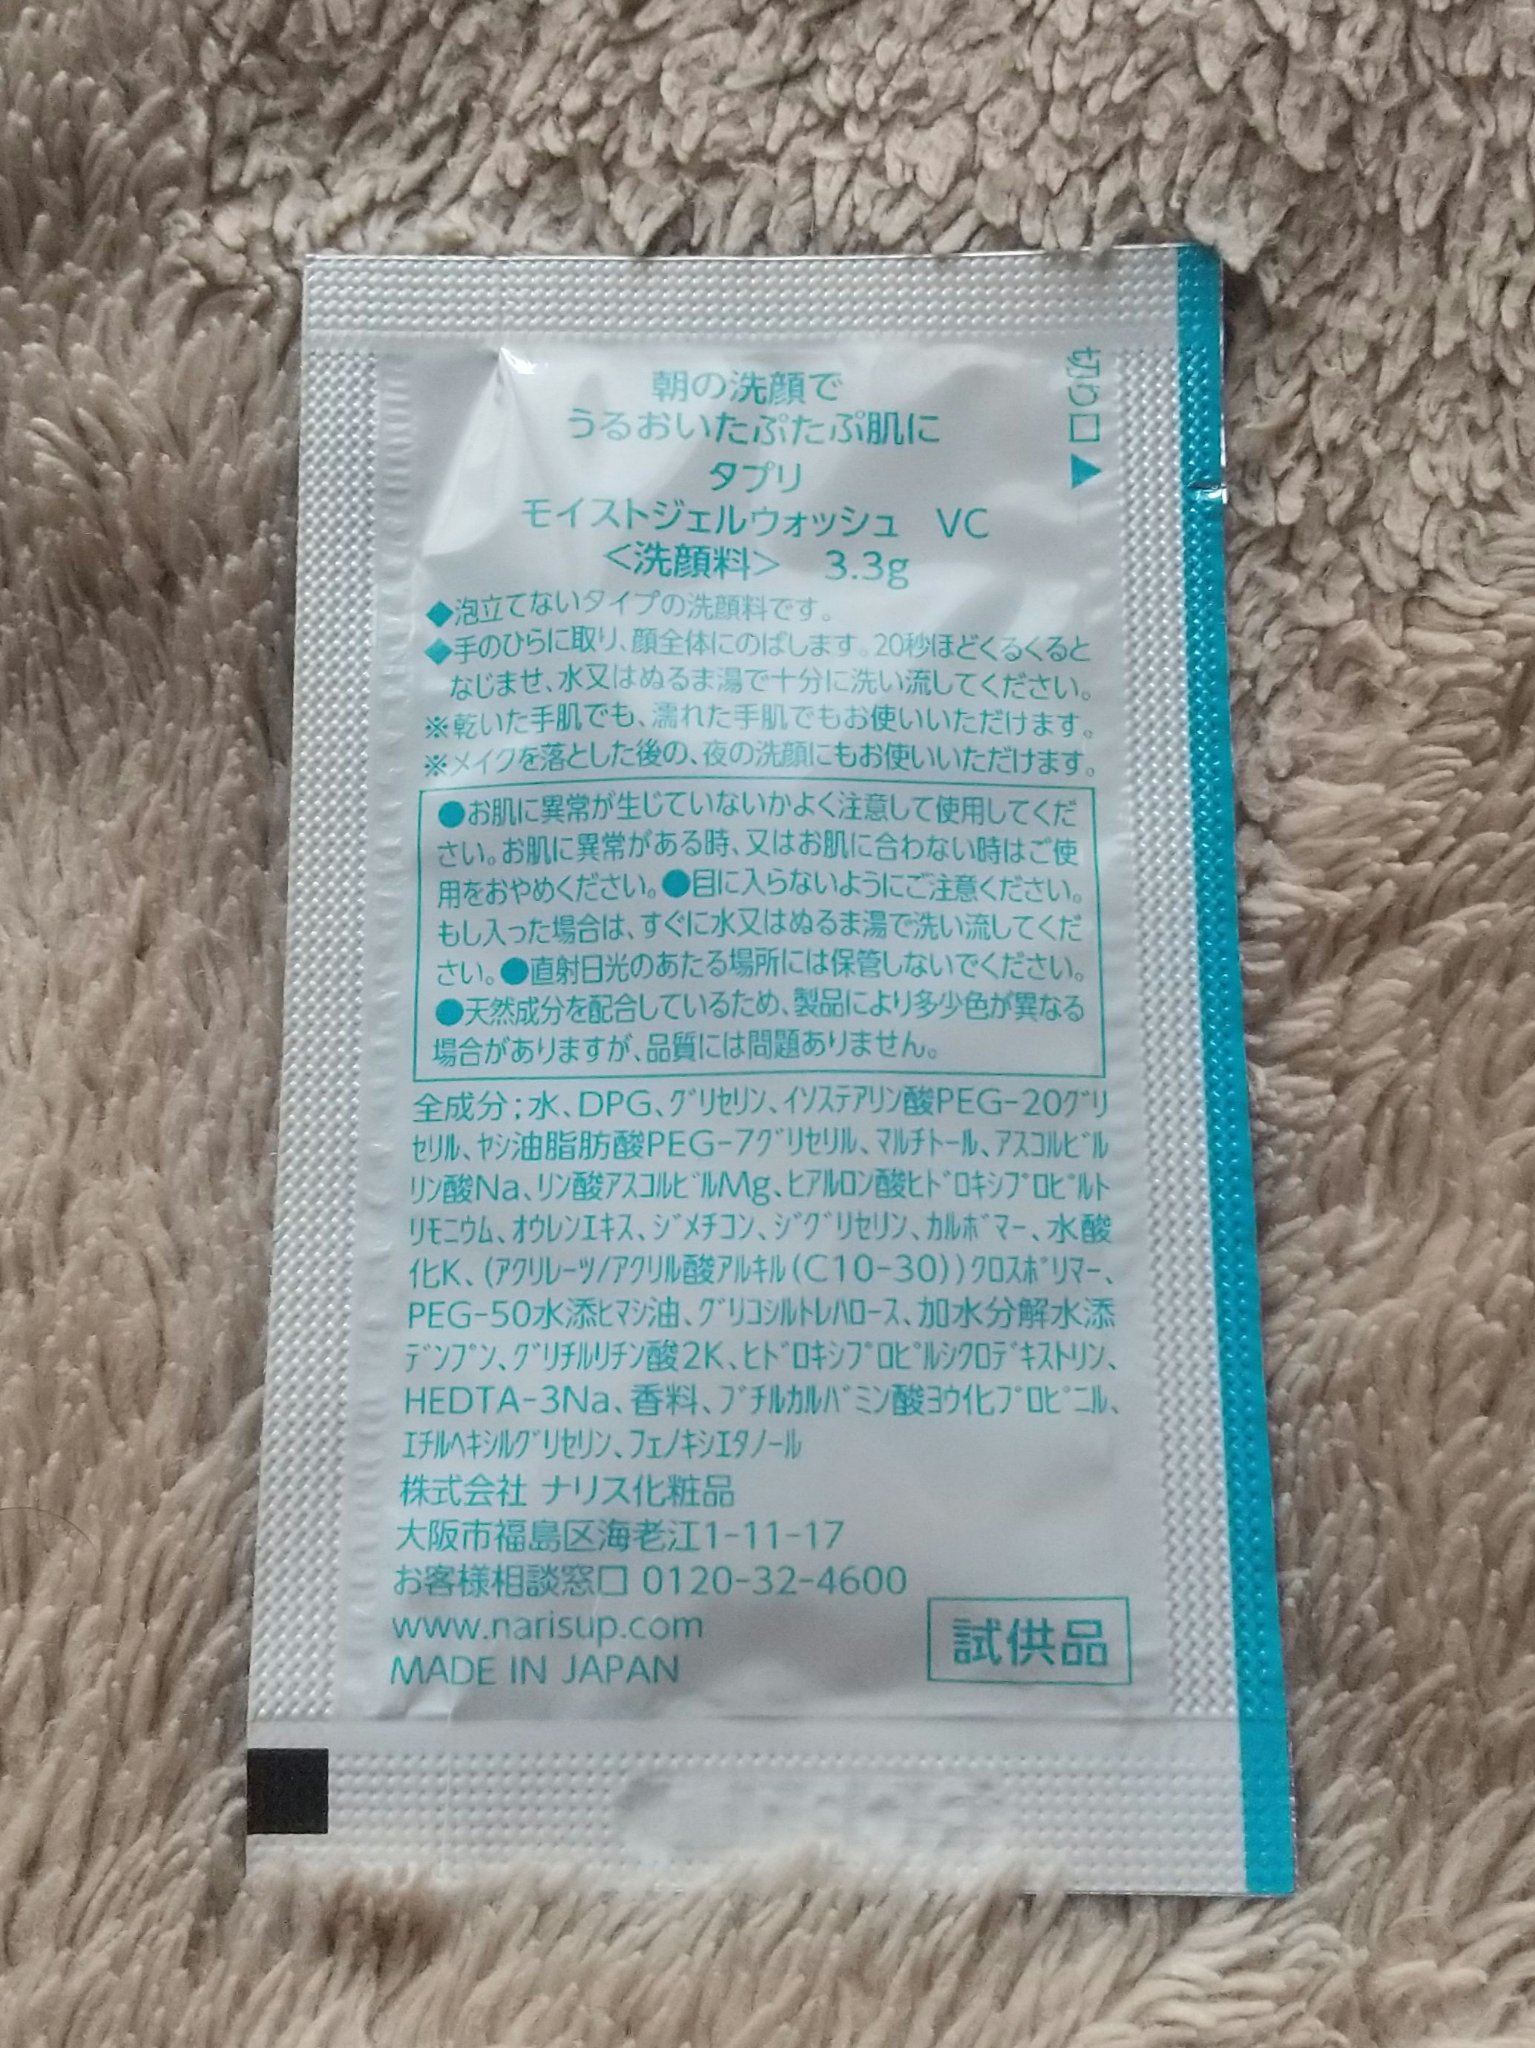 切り口▶
朝の洗顔で
うるおいたぷたぷ肌に
タプリ
モイストジェルウォッシュ VC
<洗顔料> 3.3g
◆泡立てないタイプの洗顔料です。
◆手のひらに取り、顔全体にのばします。20秒ほどくるくると
なじませ、水又はぬるま湯で十分に洗い流してください。
※乾いた手肌でも、濡れた手肌でもお使いいただけます。
※メイクを落とした後の、夜の洗顔にもお使いいただけます。
●お肌に異常が生じていないかよく注意して使用してくだ
さい。お肌に異常がある時、又はお肌に合わない時はご使
用をおやめください。●目に入らないようにご注意ください。
もし入った場合は、すぐに水又はぬるま湯で洗い流してくだ
さい。●直射日光のあたる場所には保管しないでください。
●天然成分を配合しているため、製品により多少色が異なる
場合がありますが、品質には問題ありません。
全成分；水、DPG、ｸﾞﾘｾﾘﾝ、ｲｿｽﾃｱﾘﾝ酸PEG-20ｸﾞﾘ
ｾﾘﾙ、ﾔｼ油脂肪酸PEG-7ｸﾞﾘｾﾘﾙ、ﾏﾙﾁﾄｰﾙ、ｱｽｺﾙﾋﾞﾙ
ﾘﾝ酸Na、ﾘﾝ酸ｱｽｺﾙﾋﾞﾙMg、ﾋｱﾙﾛﾝ酸ﾋﾄﾞﾛｷｼﾌﾟﾛﾋﾟﾙﾄ
ﾘﾓﾆｳﾑ、ｵｳﾚﾝｴｷｽ、ｼﾞﾒﾁｺﾝ、ｼﾞｸﾞﾘｾﾘﾝ、ｶﾙﾎﾞﾏｰ、水酸
化K、(ｱｸﾘﾚｰﾂ/ｱｸﾘﾙ酸ｱﾙｷﾙ(C10-30))ｸﾛｽﾎﾟﾘﾏｰ、
PEG-50水添ﾋﾏｼ油、ｸﾞﾘｺｼﾙﾄﾚﾊﾛｰｽ、加水分解水添
ﾃﾞﾝﾌﾟﾝ、ｸﾞﾘﾁﾙﾘﾁﾝ酸2K、ﾋﾄﾞﾛｷｼﾌﾟﾛﾋﾟﾙｼｸﾛﾃﾞｷｽﾄﾘﾝ、
HEDTA-3Na、香料、ﾌﾞﾁﾙｶﾙﾊﾞﾐﾝ酸ﾖｳ化ﾌﾟﾛﾋﾟﾆﾙ、
ｴﾁﾙﾍｷｼﾙｸﾞﾘｾﾘﾝ、ﾌｪﾉｷｼｴﾀﾉｰﾙ
株式会社 ナリス化粧品
大阪市福島区海老江1-11-17
お客様相談窓口 0120-32-4600
www.narisup.com
MADE IN JAPAN
試供品